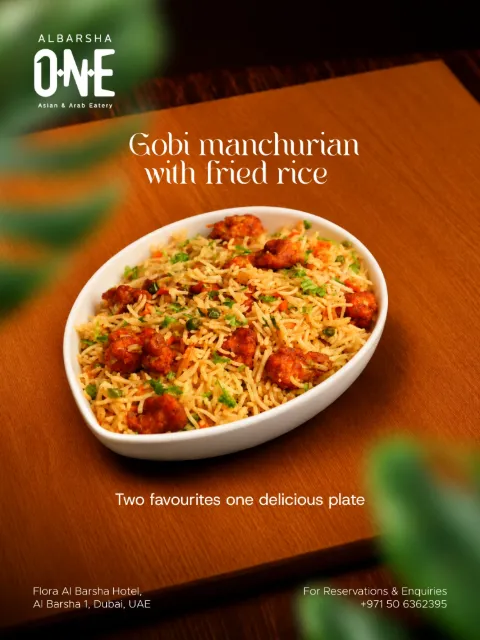 ALBARSHA
ONE
Asian & Arab Eatery
Gobi manchurian
with fried rice
Two favourites one delicious plate
Flora Al Barsha Hotel,
Al Barsha 1, Dubai, UAE
For Reservations & Enquiries
+971 50 6362395